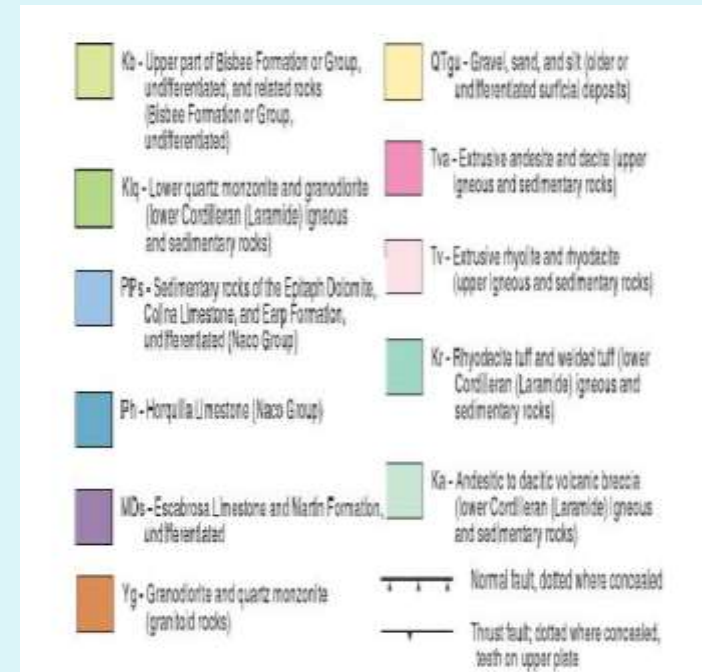 Kb - Upper part of Bisbee Formation or Group,
undifferentiated, and related rocks
(Bisbee Formation or Group,
undifferentiated)
Klq - Lower quartz monzonite and granodiorite
(lower Cordilleran (Laramide) igneous
and sedimentary rocks)
PIPs - Sedimentary rocks of the Epitaph Dolomite,
Colina Limestone, and Earp Formation,
undifferentiated (Naco Group)
IPh - Horquilla Limestone (Naco Group)
MDs - Escabrosa Limestone and Martin Formation,
undifferentiated
Yg - Granodiorite and quartz monzonite
(granitoid rocks)
QTgu - Gravel, sand, and silt (older or
undifferentiated surficial deposits)
Tva - Extrusive andesite and dacite (upper
igneous and sedimentary rocks)
Tv - Extrusive rhyolite and rhyodacite
(upper igneous and sedimentary rocks)
Kr - Rhyodacite tuff and welded tuff (lower
Cordilleran (Laramide) igneous and
sedimentary rocks)
Ka - Andesitic to dacitic volcanic breccia
(lower Cordilleran (Laramide) igneous
and sedimentary rocks)
Normal fault, dotted where concealed
Thrust fault; dotted where concealed,
teeth on upper plate